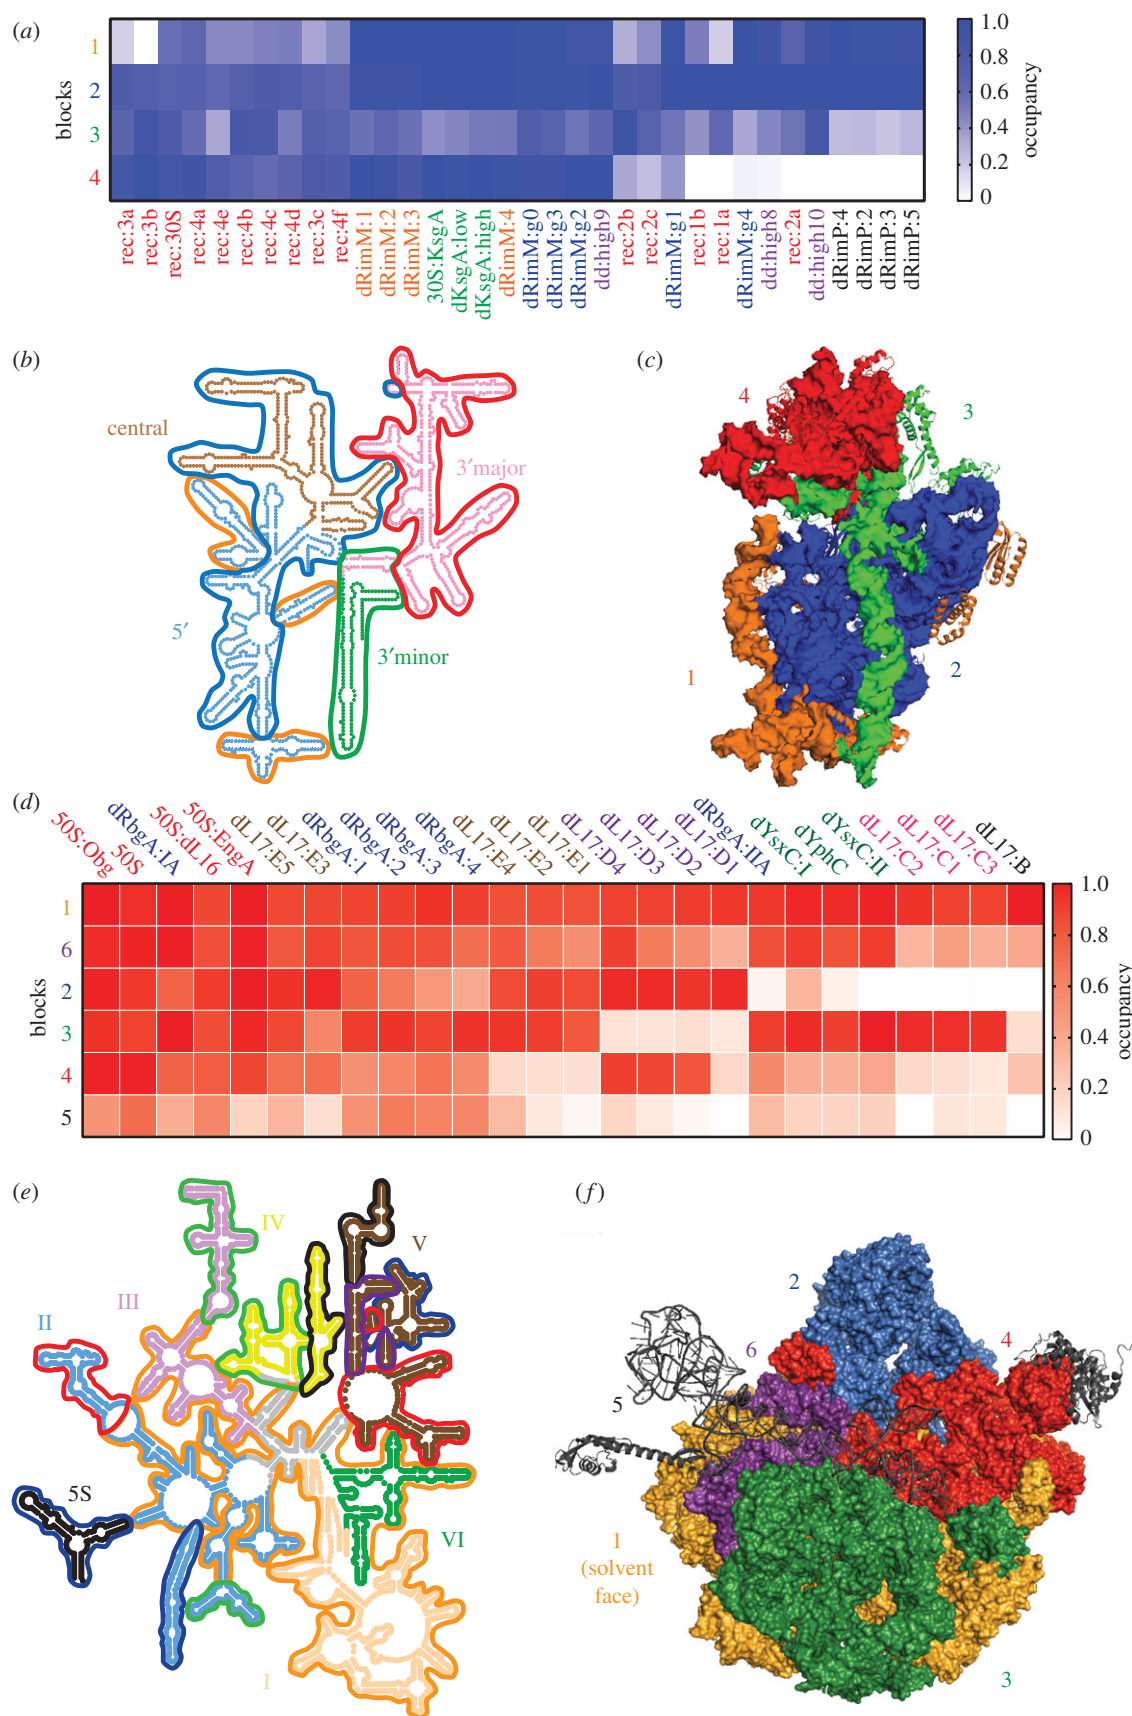 (a)
blocks
1
2
3
4
1.0
0.8
0.6
0.4
0.2
0
occupancy
rec:3a
rec:3b
rec:30S
rec:4a
rec:4e
rec:4b
rec:4c
rec:4d
rec:3c
rec:4f
dRimM:1
dRimM:2
dRimM:3
30S:KsgA
dKsgA:low
dKsgA:high
dRimM:4
dRimM:g0
dRimM:g3
dRimM:g2
dd:high9
rec:2b
rec:2c
dRimM:g1
rec:1b
rec:1a
dRimM:g4
dd:high8
rec:2a
dd:high10
dRimP:4
dRimP:2
dRimP:3
dRimP:5
(b)
central
3′major
5′
3′minor
(c)
4
3
1
2
(d)
50S:Obg
50S
dRbgA:IA
50S:dL16
50S:EngA
dL17:E5
dL17:E3
dRbgA:1
dRbgA:2
dRbgA:3
dRbgA:4
dL17:E4
dL17:E2
dL17:E1
dL17:D4
dL17:D3
dL17:D2
dL17:D1
dRbgA:IIA
dYsxC:I
dYphC
dYsxC:II
dL17:C2
dL17:C1
dL17:C3
dL17:B
blocks
1
6
2
3
4
5
1.0
0.8
0.6
0.4
0.2
0
occupancy
(e)
IV
V
III
II
5S
VI
I
(f)
2
6
4
5
1
(solvent
face)
3